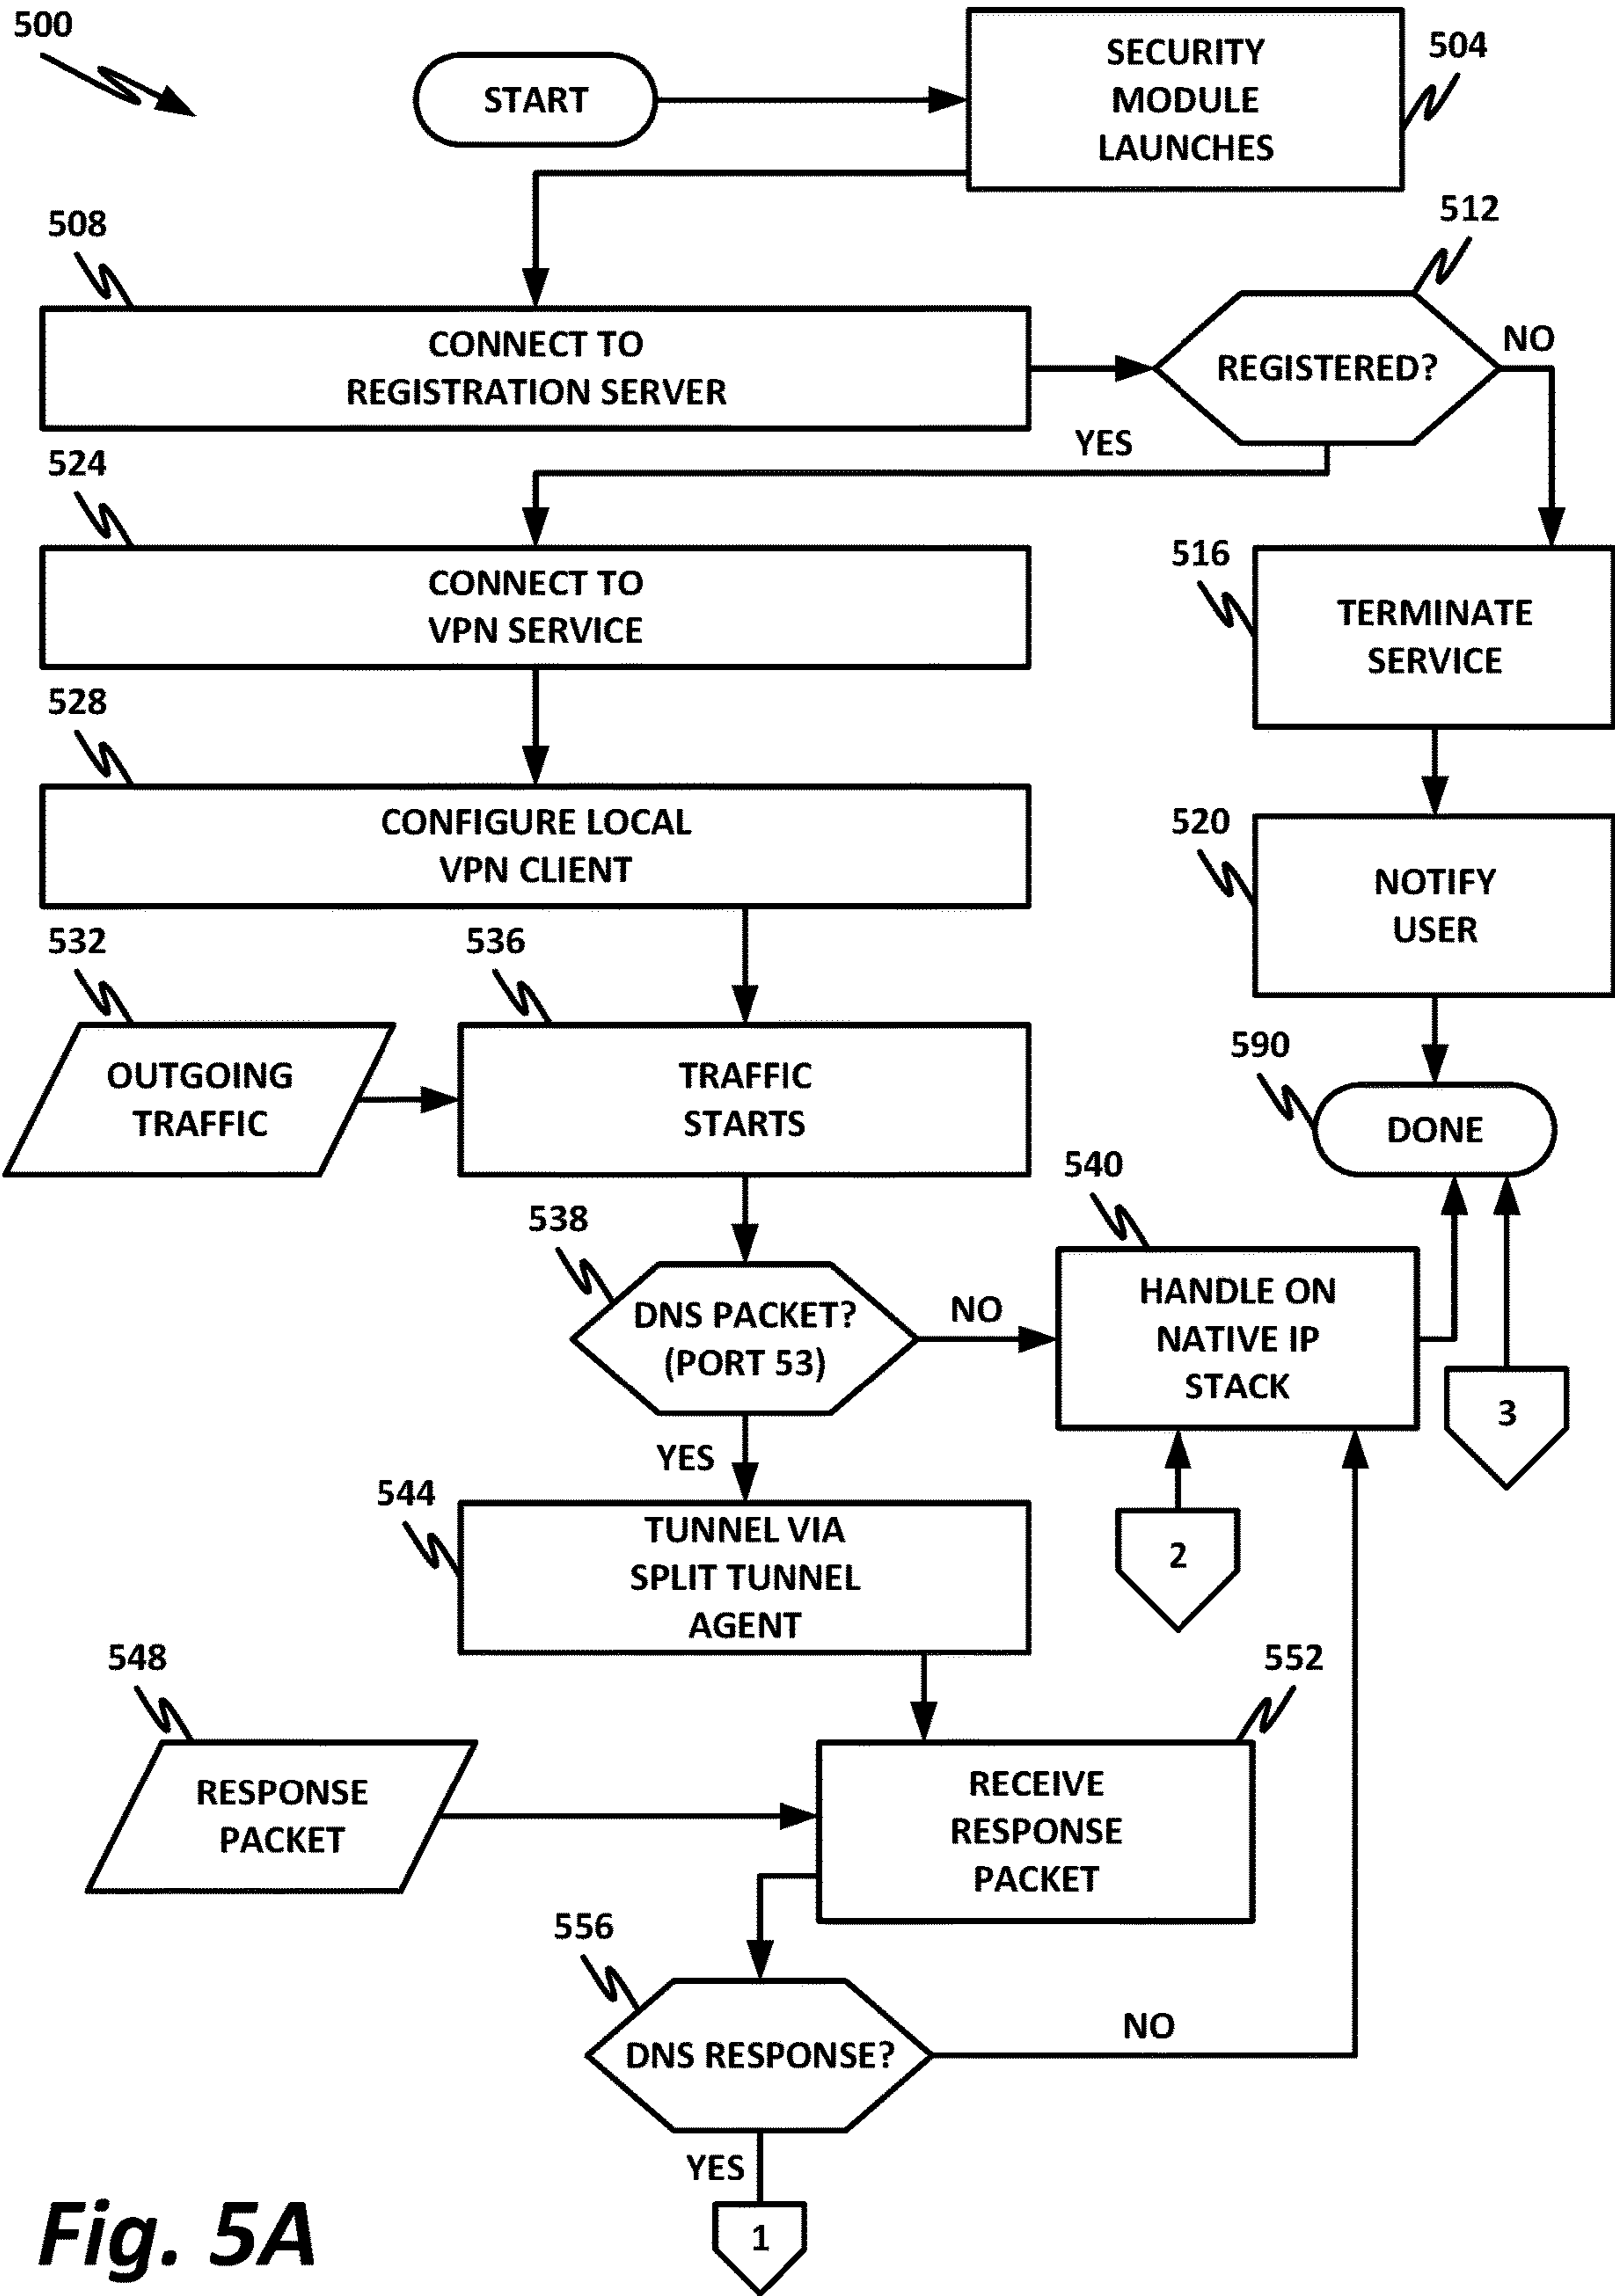 500
START
SECURITY
MODULE
LAUNCHES
504
508
CONNECT TO
REGISTRATION SERVER
512
REGISTERED?
NO
YES
524
CONNECT TO
VPN SERVICE
516
TERMINATE
SERVICE
528
CONFIGURE LOCAL
VPN CLIENT
520
NOTIFY
USER
532
OUTGOING
TRAFFIC
536
TRAFFIC
STARTS
590
DONE
538
DNS PACKET?
(PORT 53)
NO
540
HANDLE ON
NATIVE IP
STACK
3
YES
2
544
TUNNEL VIA
SPLIT TUNNEL
AGENT
548
RESPONSE
PACKET
552
RECEIVE
RESPONSE
PACKET
556
DNS RESPONSE?
NO
YES
1
Fig. 5A